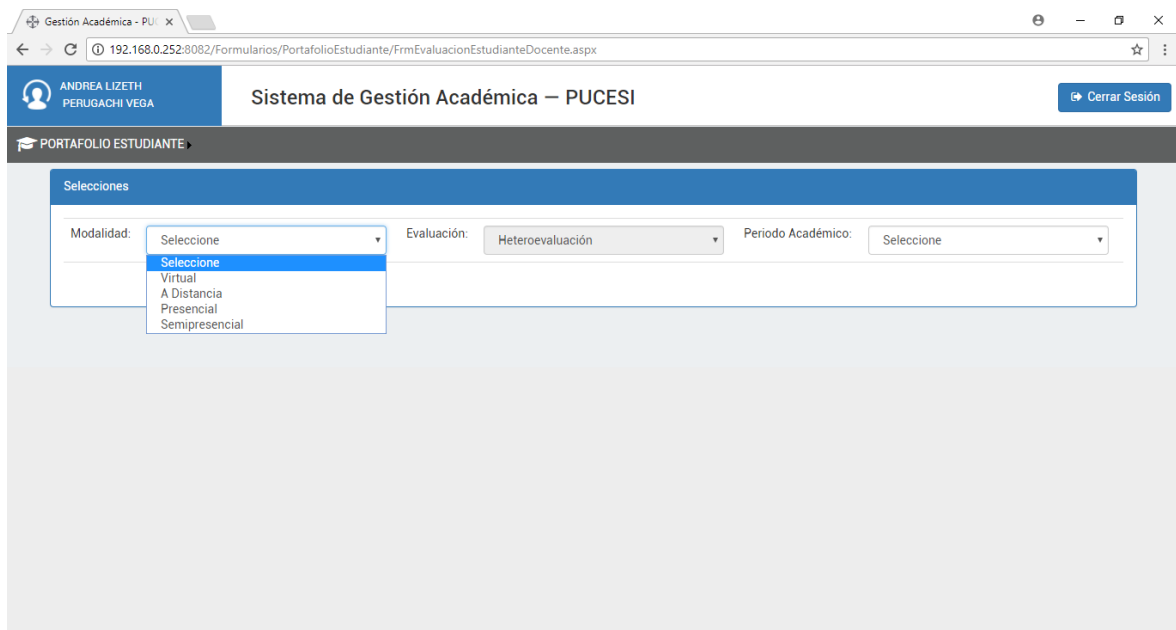 Gestión Académica - PU
192.168.0.252:8082/Formularios/PortafolioEstudiante/FrmEvaluacionEstudianteDocente.aspx
ANDREA LIZETH
PERUGACHI VEGA
Sistema de Gestión Académica — PUCESI
Cerrar Sesión
PORTAFOLIO ESTUDIANTE
Selecciones
Modalidad: Seleccione Evaluación: Heteroevaluación Periodo Académico: Seleccione
Seleccione
Virtual
A Distancia
Presencial
Semipresencial